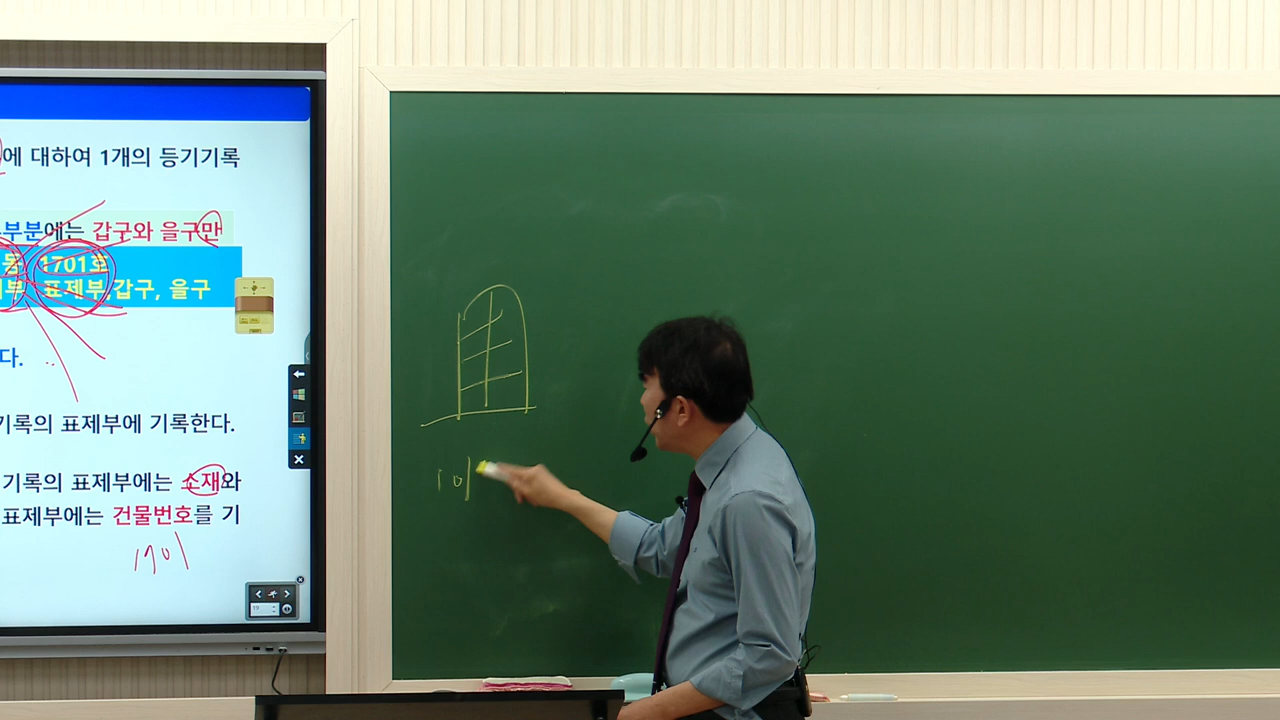 에 대하여 1개의 등기기록
부분에는 갑구와 을구만
동 1701호
부 표제부,갑구, 을구
다.
기록의 표제부에 기록한다.
기록의 표제부에는 소재와
표제부에는 건물번호를 기
1701
19
101